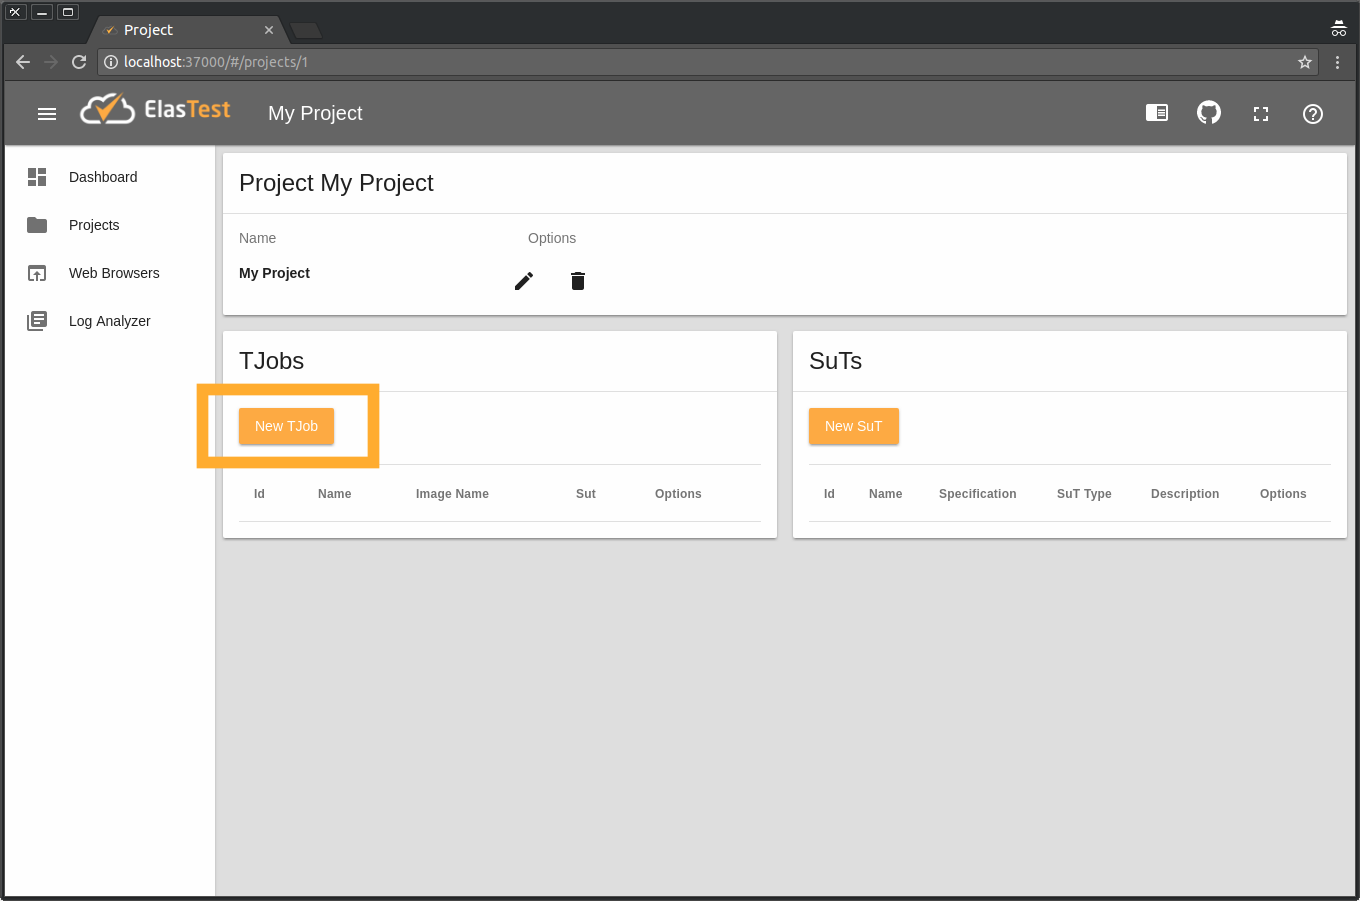 Project
localhost:37000/#/projects/1
ElasTest
My Project
Dashboard
Projects
Web Browsers
Log Analyzer
Project My Project
Name Options
My Project
TJobs
New TJob
Id Name Image Name Sut Options
SuTs
New SuT
Id Name Specification SuT Type Description Options